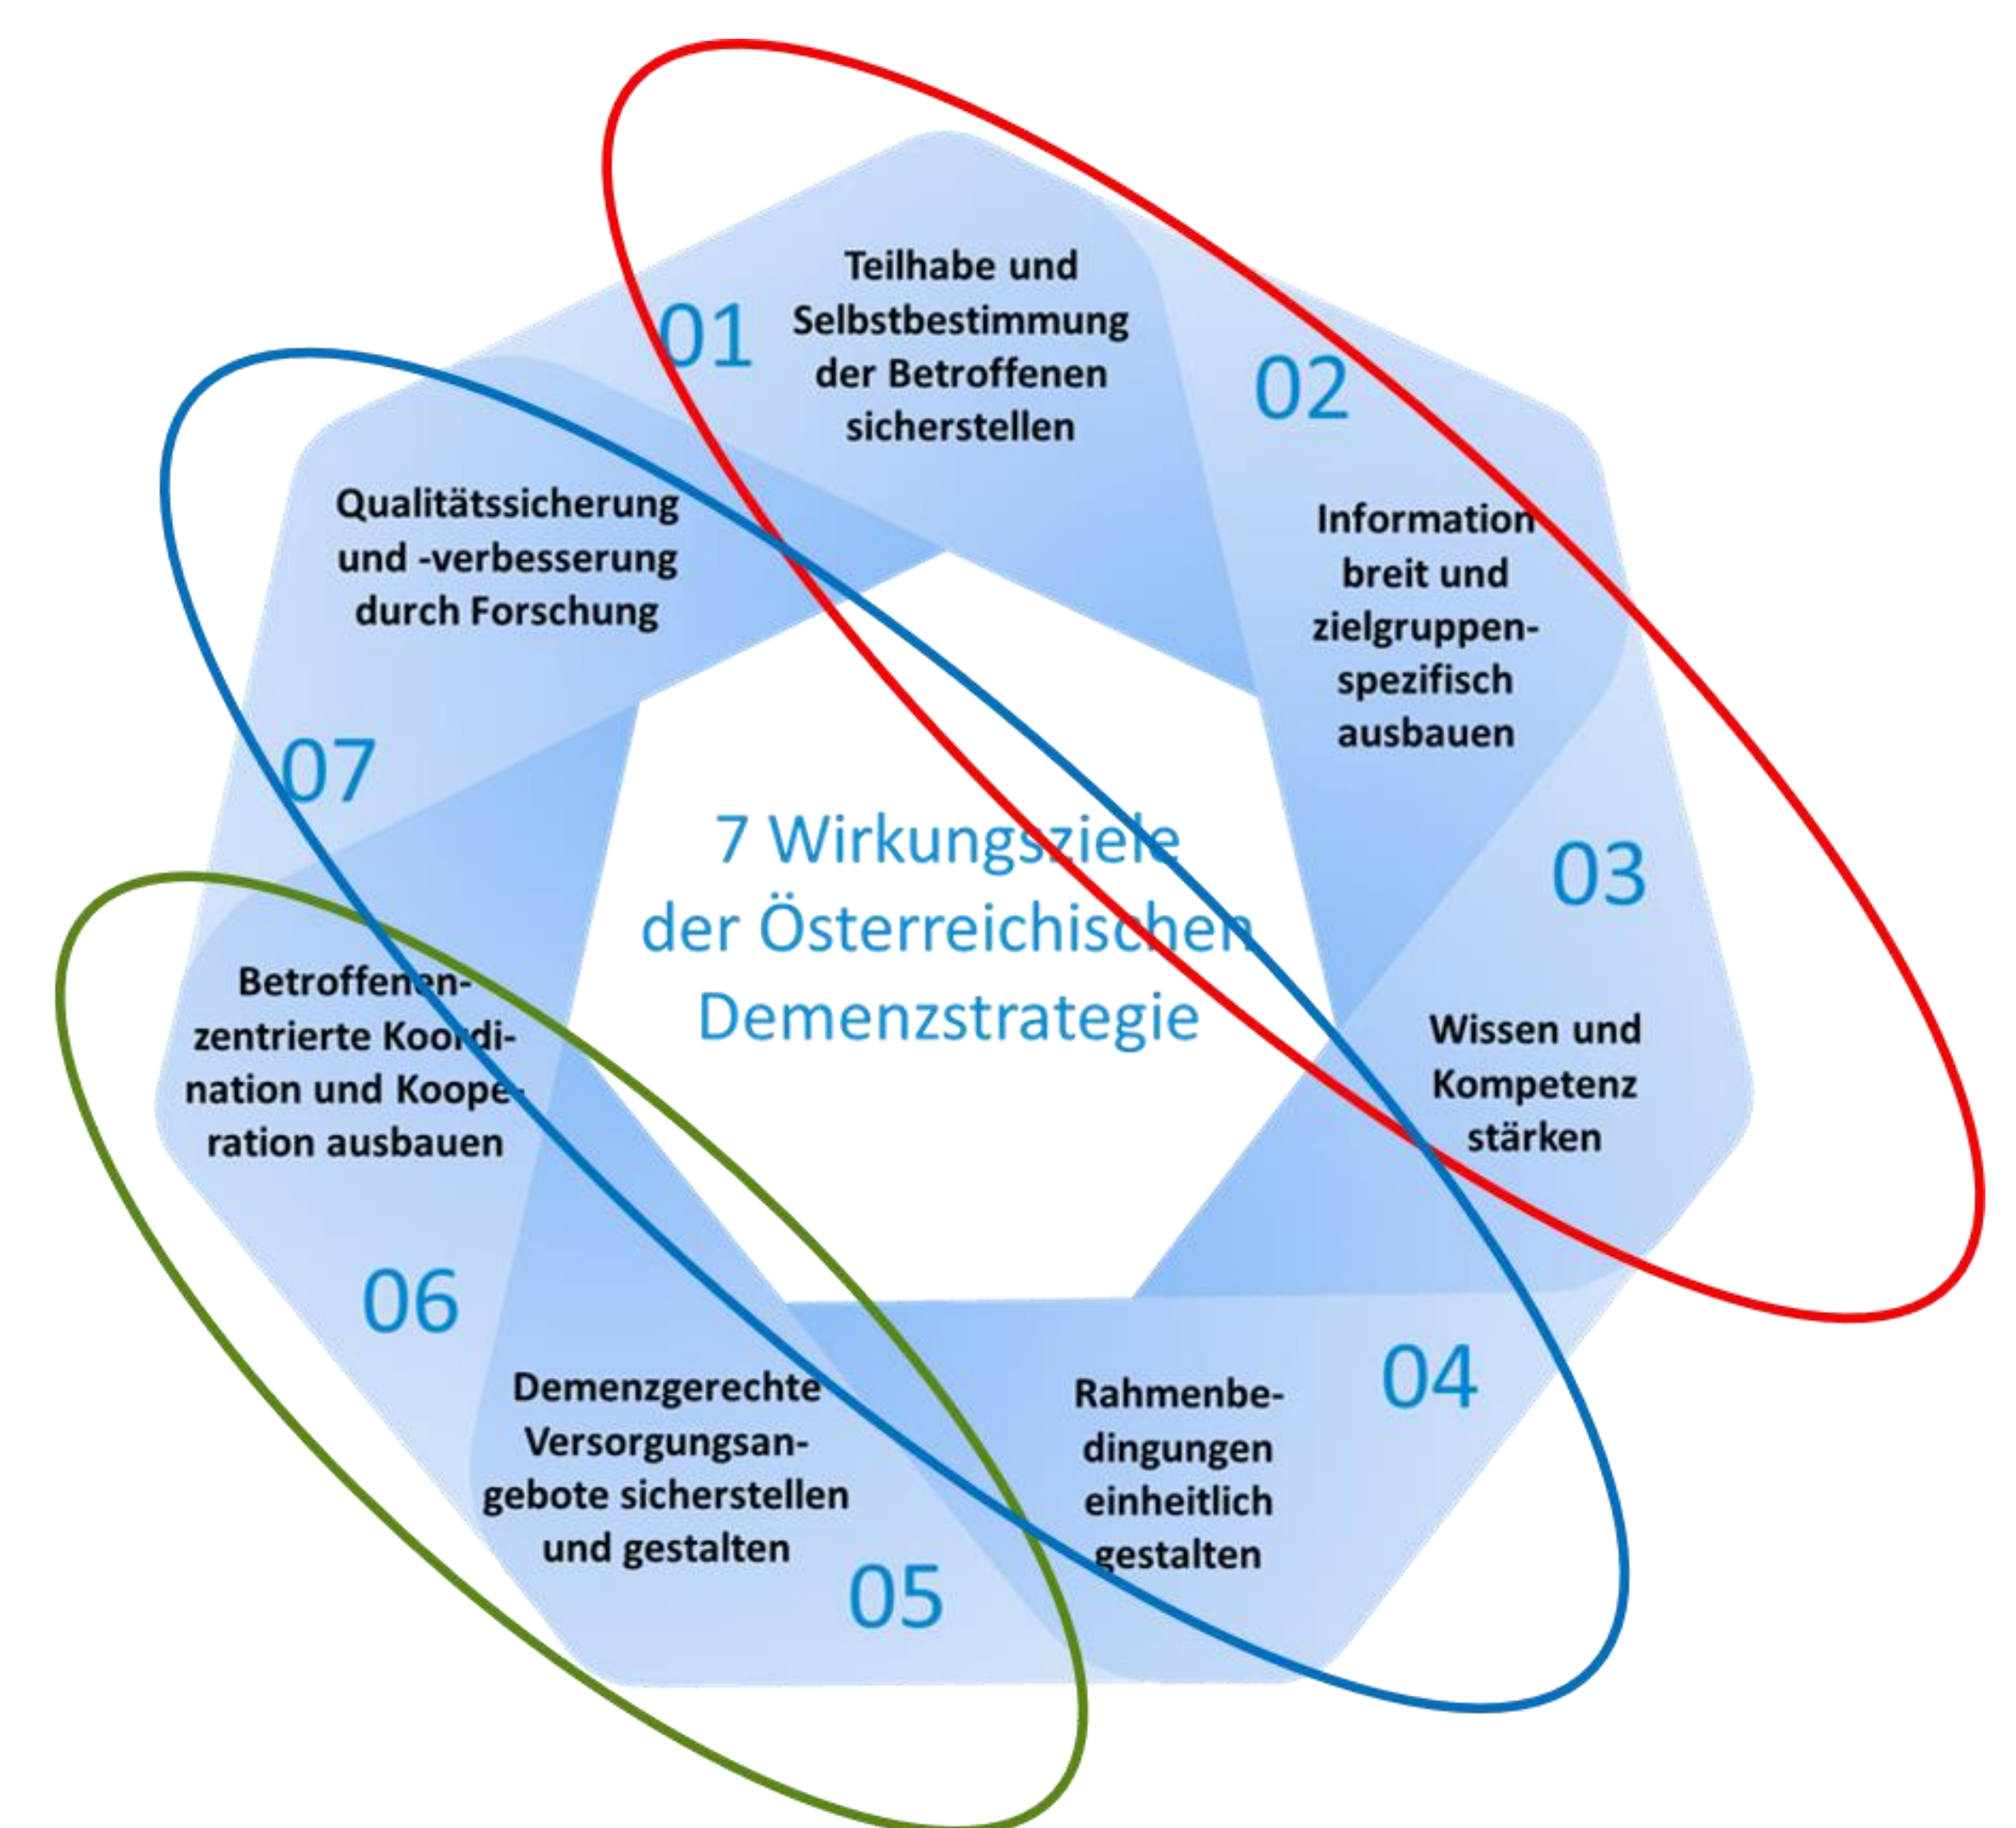 01
Teilhabe und
Selbstbestimmung
der Betroffenen
sicherstellen
02
Information
breit und
zielgruppen-
spezifisch
ausbauen
03
Wissen und
Kompetenz
stärken
04
Rahmenbe-
dingungen
einheitlich
gestalten
05
Demenzgerechte
Versorgungsan-
gebote sicherstellen
und gestalten
06
Betroffenen-
zentrierte Koordi-
nation und Koope-
ration ausbauen
07
Qualitätssicherung
und -verbesserung
durch Forschung
7 Wirkungsziele
der Österreichischen
Demenzstrategie